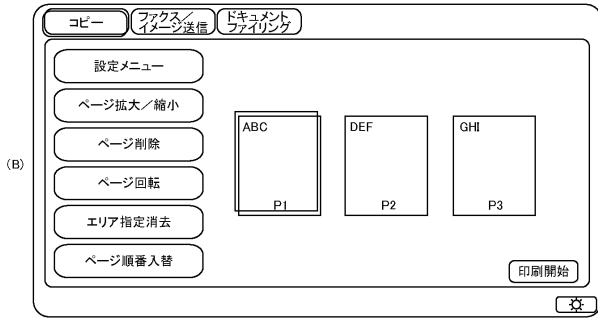 コピー
ファクス／
イメージ送信
ドキュメント
ファイリング
設定メニュー
ページ拡大／縮小
ページ削除
ページ回転
エリア指定消去
ページ順番入替
(B)
ABC
P1
DEF
P2
GHI
P3
印刷開始